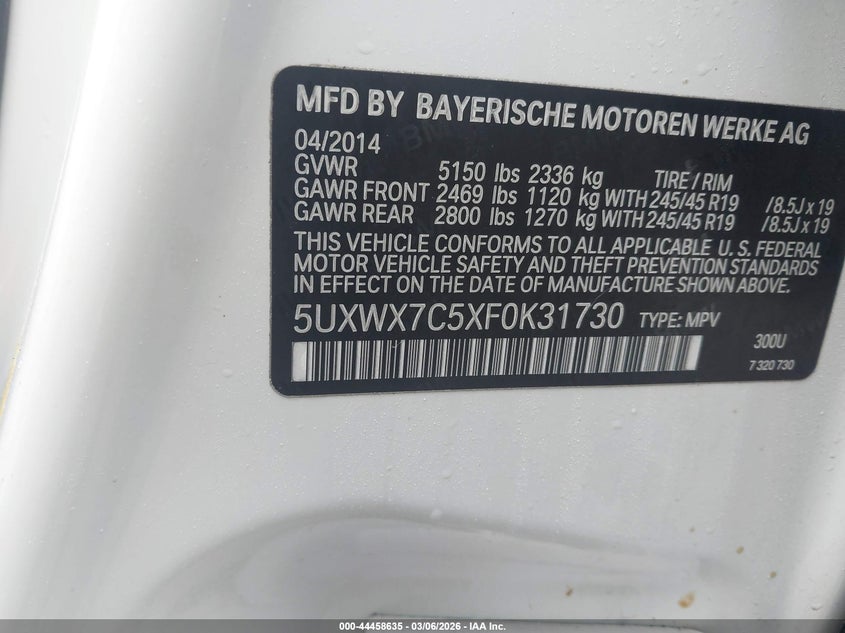 MFD BY BAYERISCHE MOTOREN WERKE AG
04/2014
GVWR 5150 lbs 2336 kg TIRE / RIM
GAWR FRONT 2469 lbs 1120 kg WITH 245/45 R19 /8.5J x 19
GAWR REAR 2800 lbs 1270 kg WITH 245/45 R19 /8.5J x 19
THIS VEHICLE CONFORMS TO ALL APPLICABLE U. S. FEDERAL
MOTOR VEHICLE SAFETY AND THEFT PREVENTION STANDARDS
IN EFFECT ON THE DATE OF MANUFACTURE SHOWN ABOVE.
5UXWX7C5XF0K31730 TYPE: MPV
300U
7 320 730
000-44458635 - 03/06/2026 - IAA Inc.